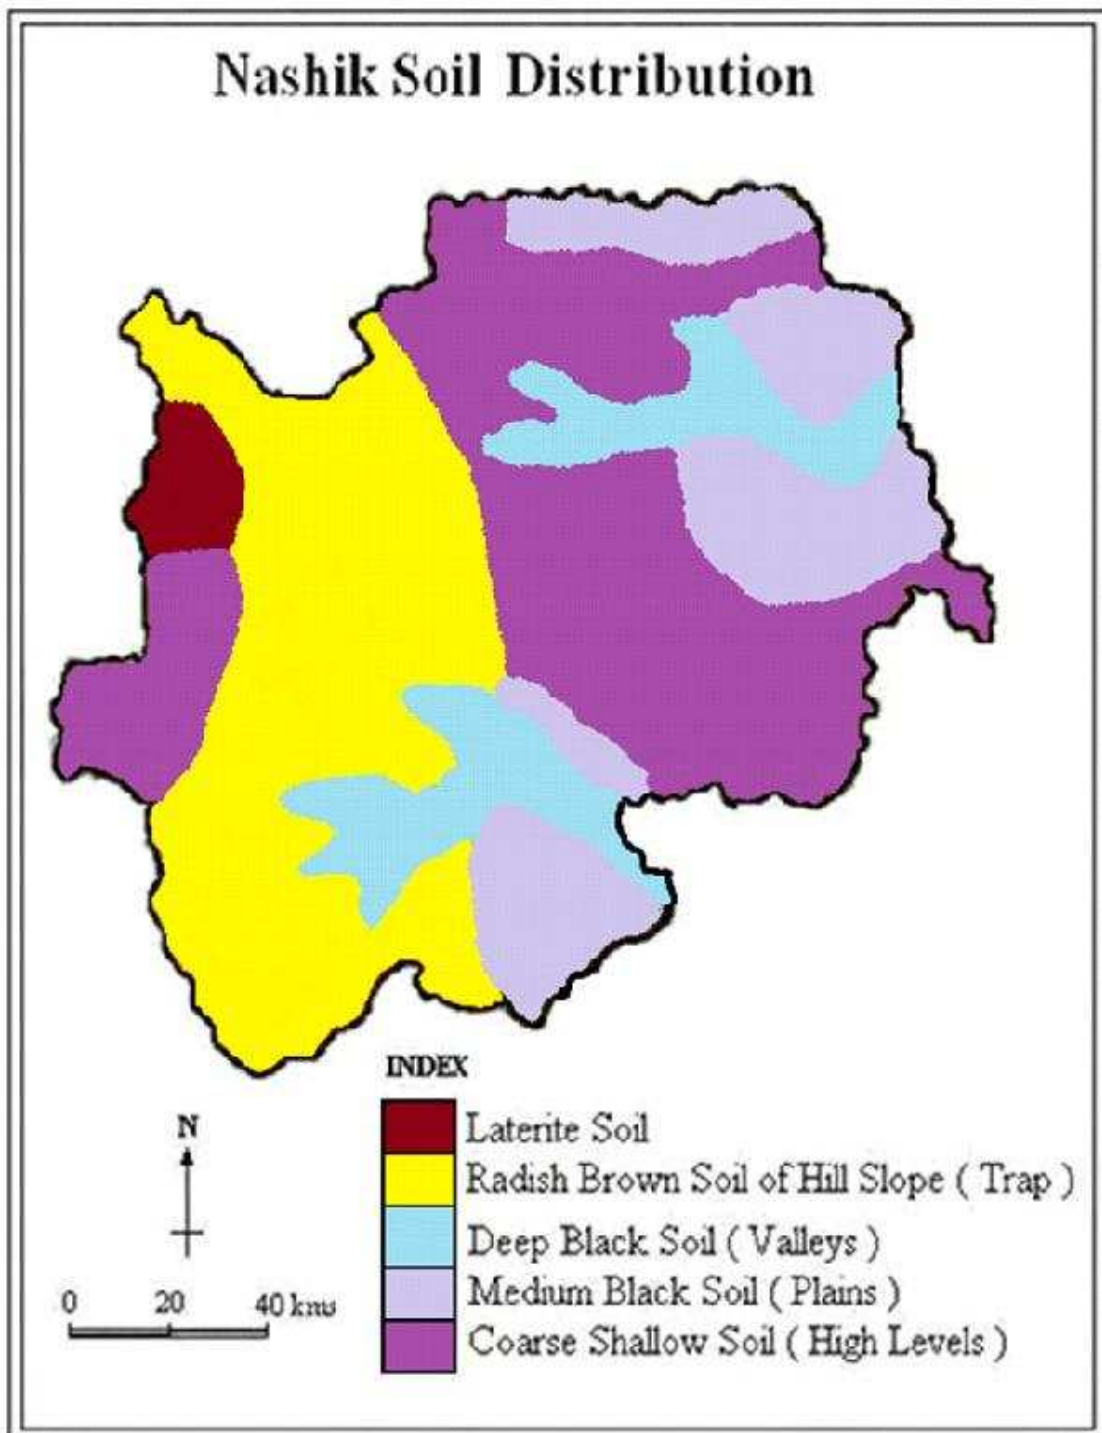 Nashik Soil Distribution
INDEX
Laterite Soil
Radish Brown Soil of Hill Slope ( Trap )
Deep Black Soil ( Valleys )
Medium Black Soil ( Plains )
Coarse Shallow Soil ( High Levels )
N
0 20 40 kms